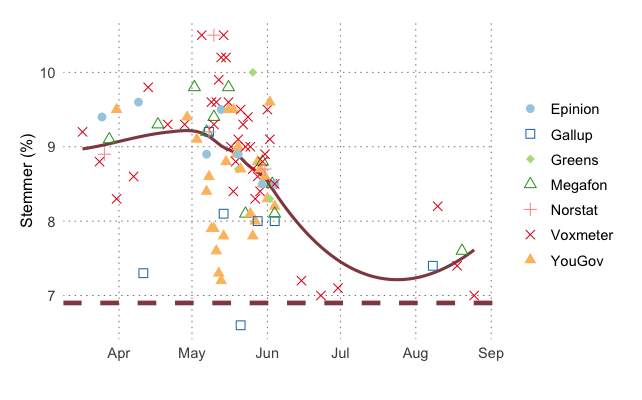 Stemmer (%)
10
9
8
7
Apr
May
Jun
Jul
Aug
Sep
Epinion
Gallup
Greens
Megafon
Norstat
Voxmeter
YouGov